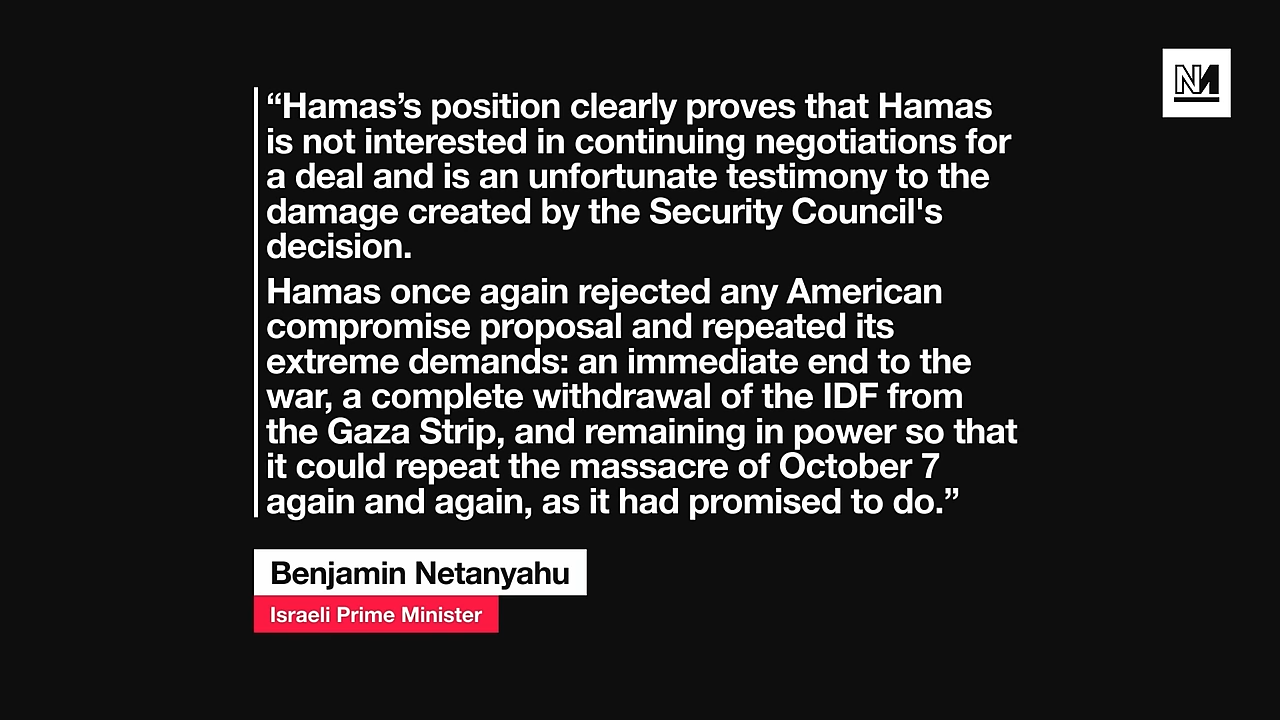 “Hamas’s position clearly proves that Hamas
is not interested in continuing negotiations for
a deal and is an unfortunate testimony to the
damage created by the Security Council's
decision.
Hamas once again rejected any American
compromise proposal and repeated its
extreme demands: an immediate end to the
war, a complete withdrawal of the IDF from
the Gaza Strip, and remaining in power so that
it could repeat the massacre of October 7
again and again, as it had promised to do.”
Benjamin Netanyahu
Israeli Prime Minister
NM